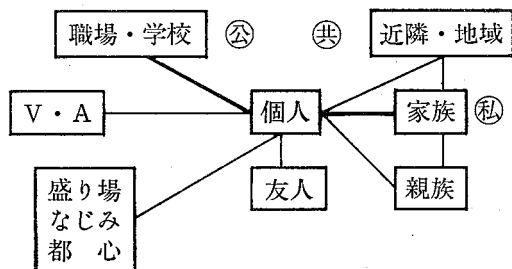 職場・学校 公 共 近隣・地域
V・A 個人 家族 私
盛り場
なじみ
都心
友人 親族